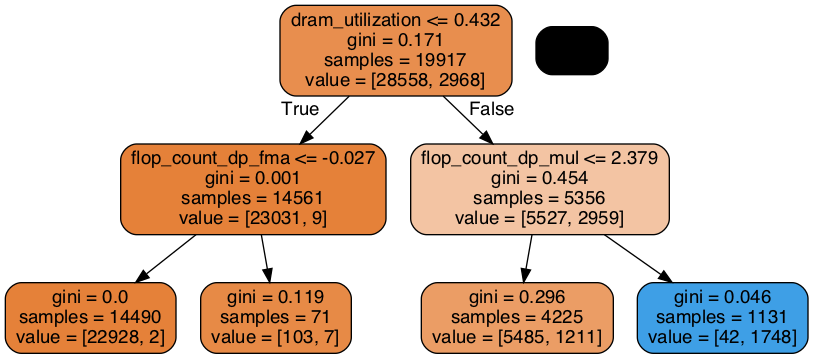 dram_utilization <= 0.432
gini = 0.171
samples = 19917
value = [28558, 2968]
True
False
flop_count_dp_fma <= -0.027
gini = 0.001
samples = 14561
value = [23031, 9]
flop_count_dp_mul <= 2.379
gini = 0.454
samples = 5356
value = [5527, 2959]
gini = 0.0
samples = 14490
value = [22928, 2]
gini = 0.119
samples = 71
value = [103, 7]
gini = 0.296
samples = 4225
value = [5485, 1211]
gini = 0.046
samples = 1131
value = [42, 1748]